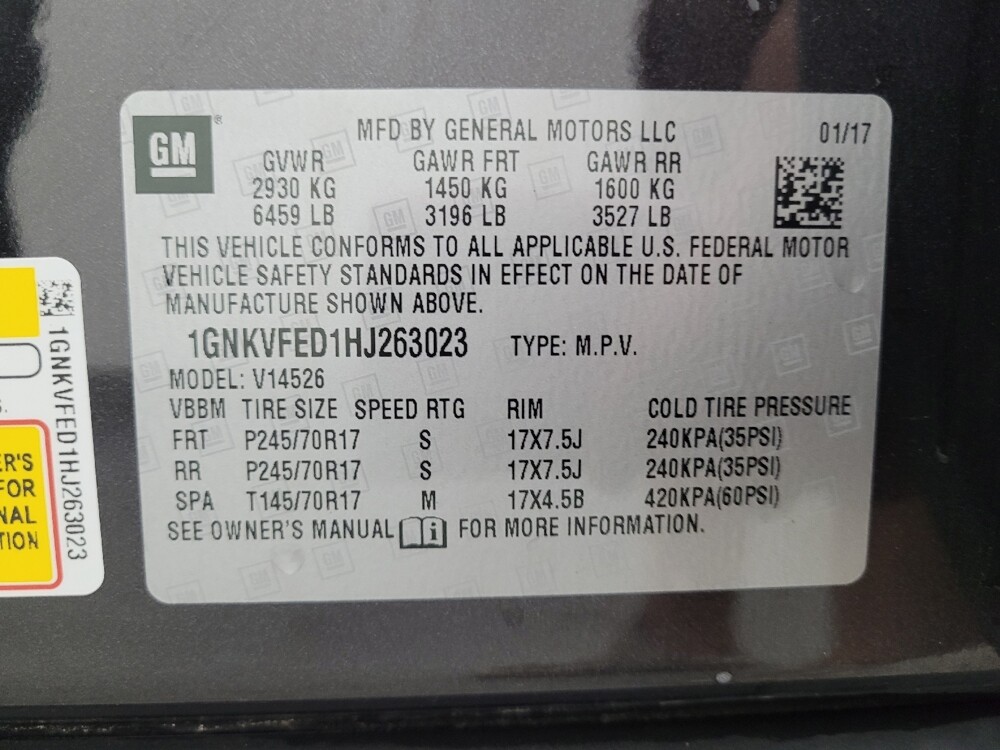 GM
MFD BY GENERAL MOTORS LLC 01/17
GVWR GAWR FRT GAWR RR
2930 KG 1450 KG 1600 KG
6459 LB 3196 LB 3527 LB
THIS VEHICLE CONFORMS TO ALL APPLICABLE U.S. FEDERAL MOTOR
VEHICLE SAFETY STANDARDS IN EFFECT ON THE DATE OF
MANUFACTURE SHOWN ABOVE.
1GNKVFED1HJ263023 TYPE: M.P.V.
MODEL: V14526
VBBM TIRE SIZE SPEED RTG RIM COLD TIRE PRESSURE
FRT P245/70R17 S 17X7.5J 240KPA(35PSI)
RR P245/70R17 S 17X7.5J 240KPA(35PSI)
SPA T145/70R17 M 17X4.5B 420KPA(60PSI)
SEE OWNER'S MANUAL i FOR MORE INFORMATION.
1GNKVFED1HJ263023
ER'S
FOR
NAL
TION